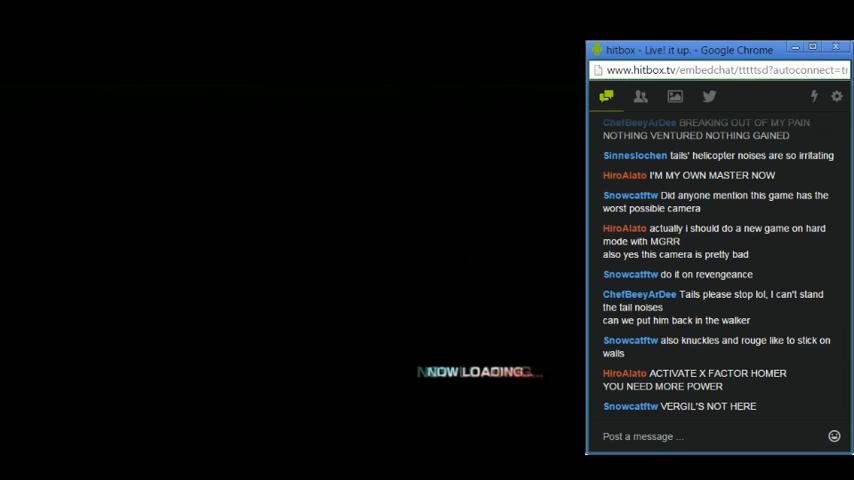 hitbox - Live! it up. - Google Chrome
www.hitbox.tv/embedchat/tttttsd?autoconnect=tr
ChefBeeyArDee BREAKING OUT OF MY PAIN
NOTHING VENTURED NOTHING GAINED
Sinneslochen tails' helicopter noises are so irritating
HiroAlato I'M MY OWN MASTER NOW
Snowcatftw Did anyone mention this game has the
worst possible camera
HiroAlato actually i should do a new game on hard
mode with MGRR
also yes this camera is pretty bad
Snowcatftw do it on revengeance
ChefBeeyArDee Tails please stop lol, I can't stand
the tail noises
can we put him back in the walker
Snowcatftw also knuckles and rouge like to stick on
walls
NOW LOADING...
HiroAlato ACTIVATE X FACTOR HOMER
YOU NEED MORE POWER
Snowcatftw VERGIL'S NOT HERE
Post a message ...